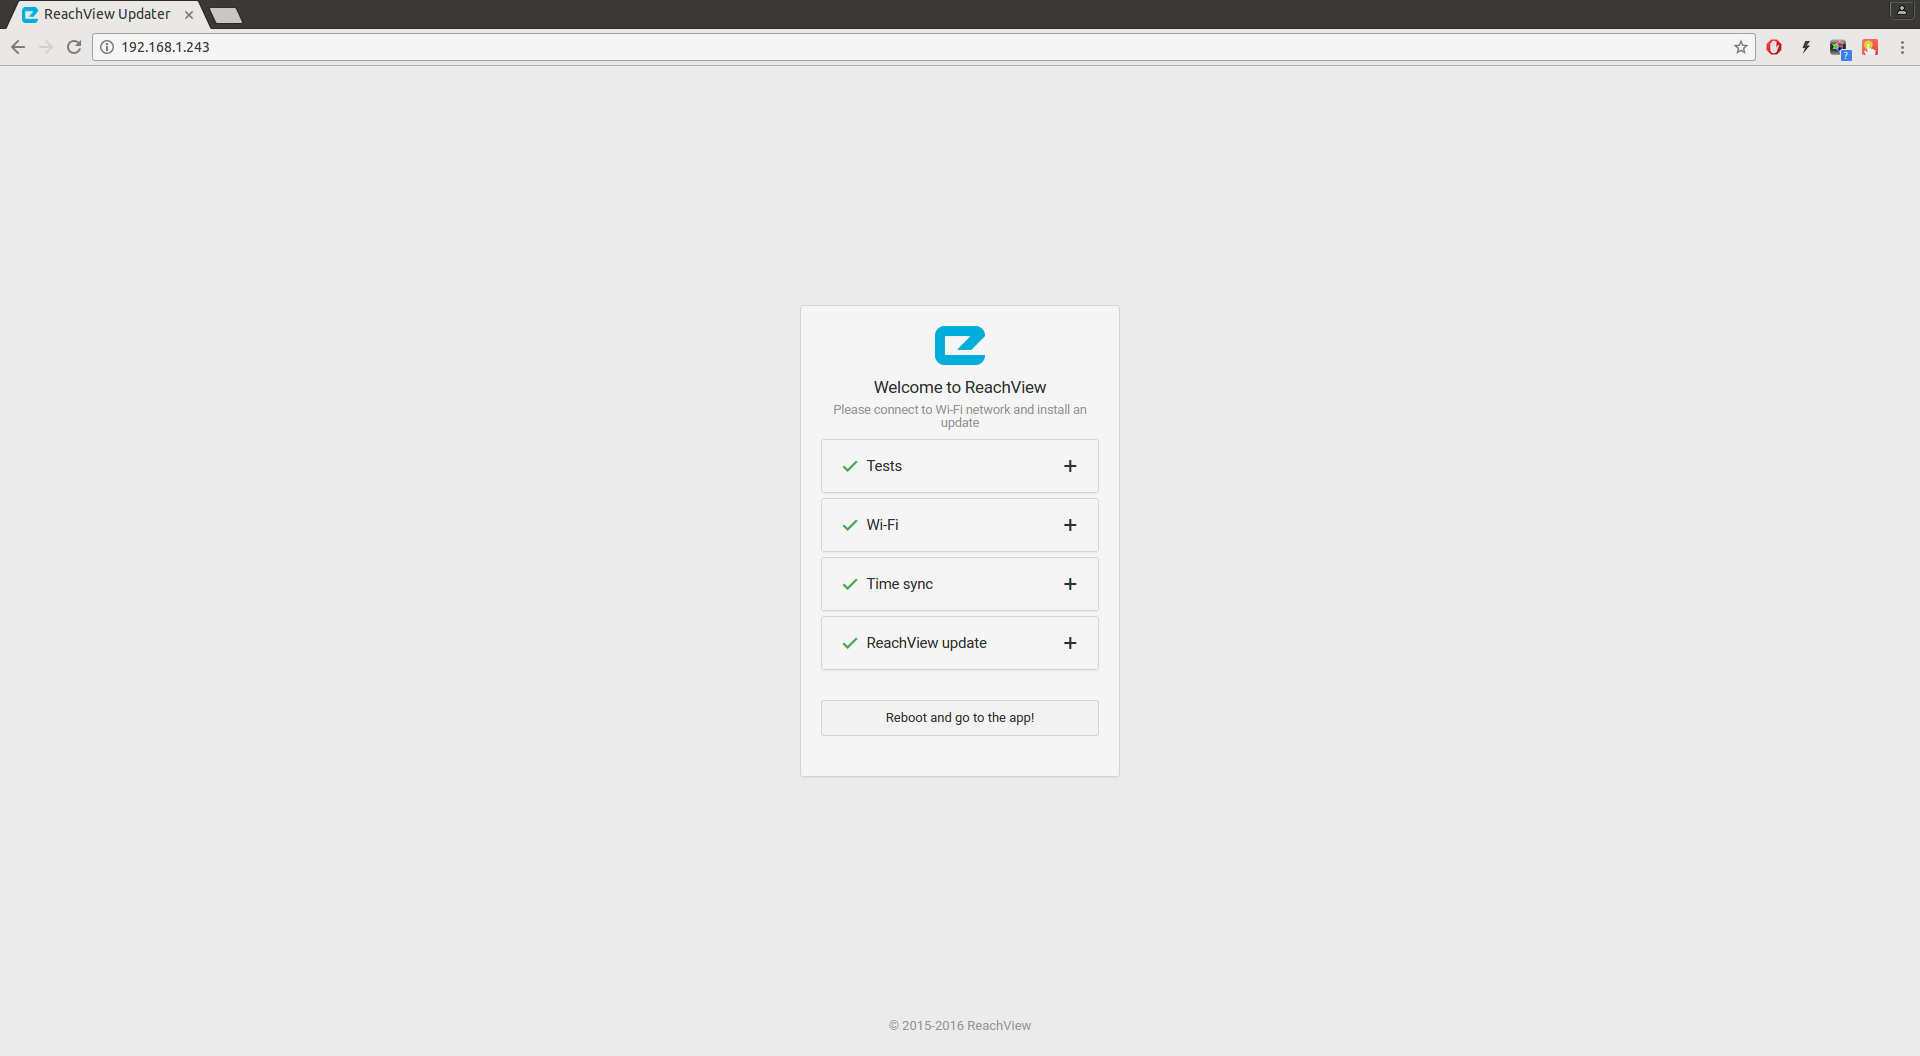 ReachView Updater
192.168.1.243
?
Welcome to ReachView
Please connect to Wi-Fi network and install an
update
Tests
Wi-Fi
Time sync
ReachView update
Reboot and go to the app!
© 2015-2016 ReachView